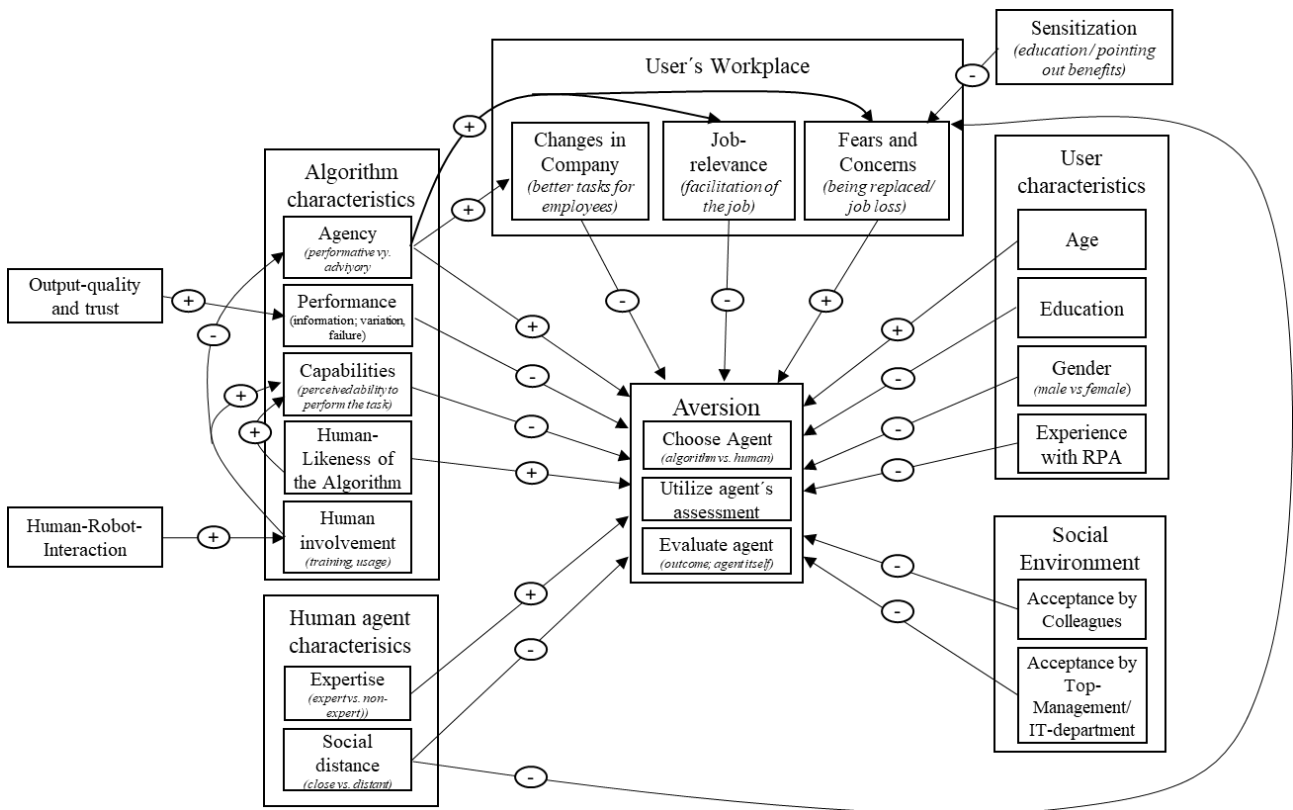 Sensitization
(education / pointing
out benefits)
-
User´s Workplace
+
Changes in
Company
(better tasks for
employees)
Job-
relevance
(facilitation of
the job)
Fears and
Concerns
(being replaced/
job loss)
+
Algorithm
characteristics
Agency
(performative vy.
adviyory
Performance
(information; variation,
failure)
Capabilities
(perceived ability to
perform the task)
Human-
Likeness of
the Algorithm
Human
involvement
(training, usage)
Output-quality
and trust
+
-
+
+
Human-Robot-
Interaction
+
Human agent
characterisics
Expertise
(expert vs. non-
expert))
Social
distance
(close vs. distant)
-
-
+
+
-
-
+
+
-
-
Aversion
Choose Agent
(algorithm vs. human)
Utilize agent´s
assessment
Evaluate agent
(outcome; agent itself)
User
characteristics
Age
Education
Gender
(male vs female)
Experience
with RPA
+
-
-
-
Social
Environment
Acceptance by
Colleagues
Acceptance by
Top-
Management/
IT-department
-
-